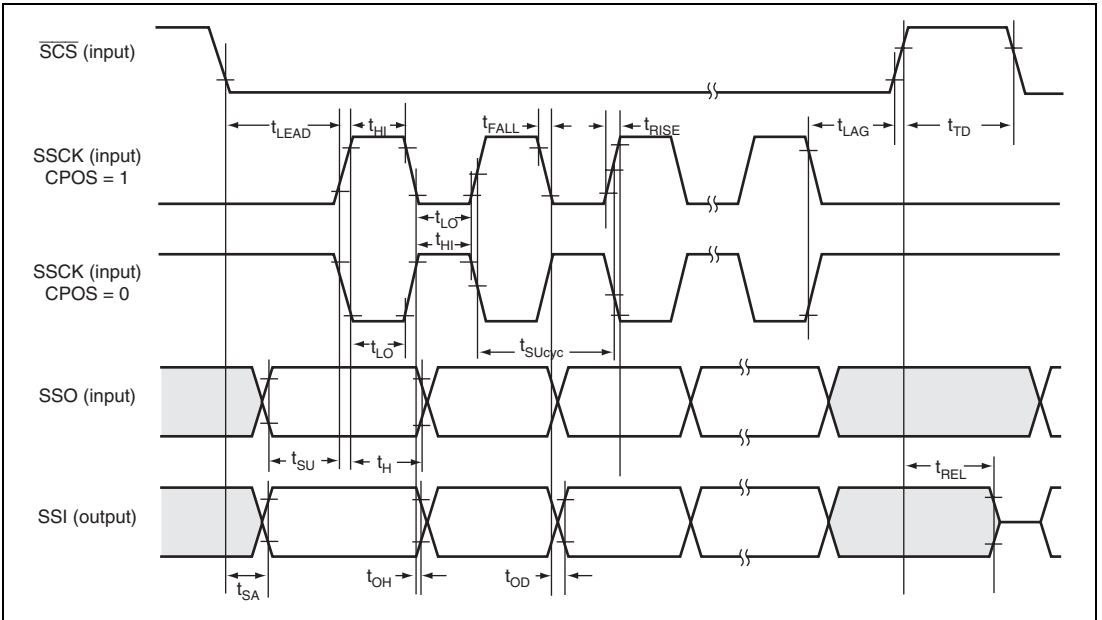 SCS (input)
tLEAD
tHI
tFALL
tRISE
tLAG
tTD
SSCK (input)
CPOS = 1
tLO
tHI
SSCK (input)
CPOS = 0
tLO
tSUcyc
SSO (input)
tSU
tH
tREL
SSI (output)
tSA
tOH
tOD